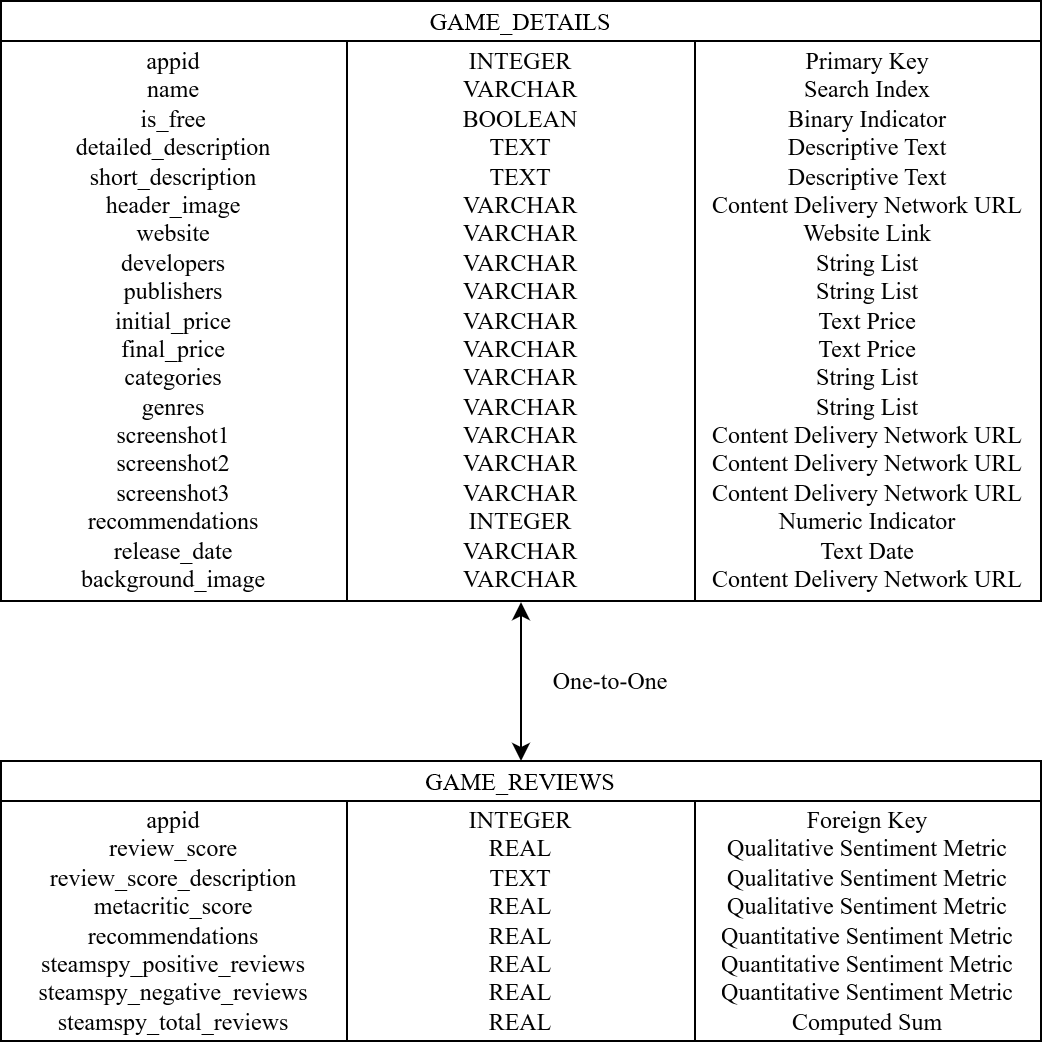 GAME_DETAILS
appid INTEGER Primary Key
name VARCHAR Search Index
is_free BOOLEAN Binary Indicator
detailed_description TEXT Descriptive Text
short_description TEXT Descriptive Text
header_image VARCHAR Content Delivery Network URL
website VARCHAR Website Link
developers VARCHAR String List
publishers VARCHAR String List
initial_price VARCHAR Text Price
final_price VARCHAR Text Price
categories VARCHAR String List
genres VARCHAR String List
screenshot1 VARCHAR Content Delivery Network URL
screenshot2 VARCHAR Content Delivery Network URL
screenshot3 VARCHAR Content Delivery Network URL
recommendations INTEGER Numeric Indicator
release_date VARCHAR Text Date
background_image VARCHAR Content Delivery Network URL
One-to-One
GAME_REVIEWS
appid INTEGER Foreign Key
review_score REAL Qualitative Sentiment Metric
review_score_description TEXT Qualitative Sentiment Metric
metacritic_score REAL Qualitative Sentiment Metric
recommendations REAL Quantitative Sentiment Metric
steamspy_positive_reviews REAL Quantitative Sentiment Metric
steamspy_negative_reviews REAL Quantitative Sentiment Metric
steamspy_total_reviews REAL Computed Sum